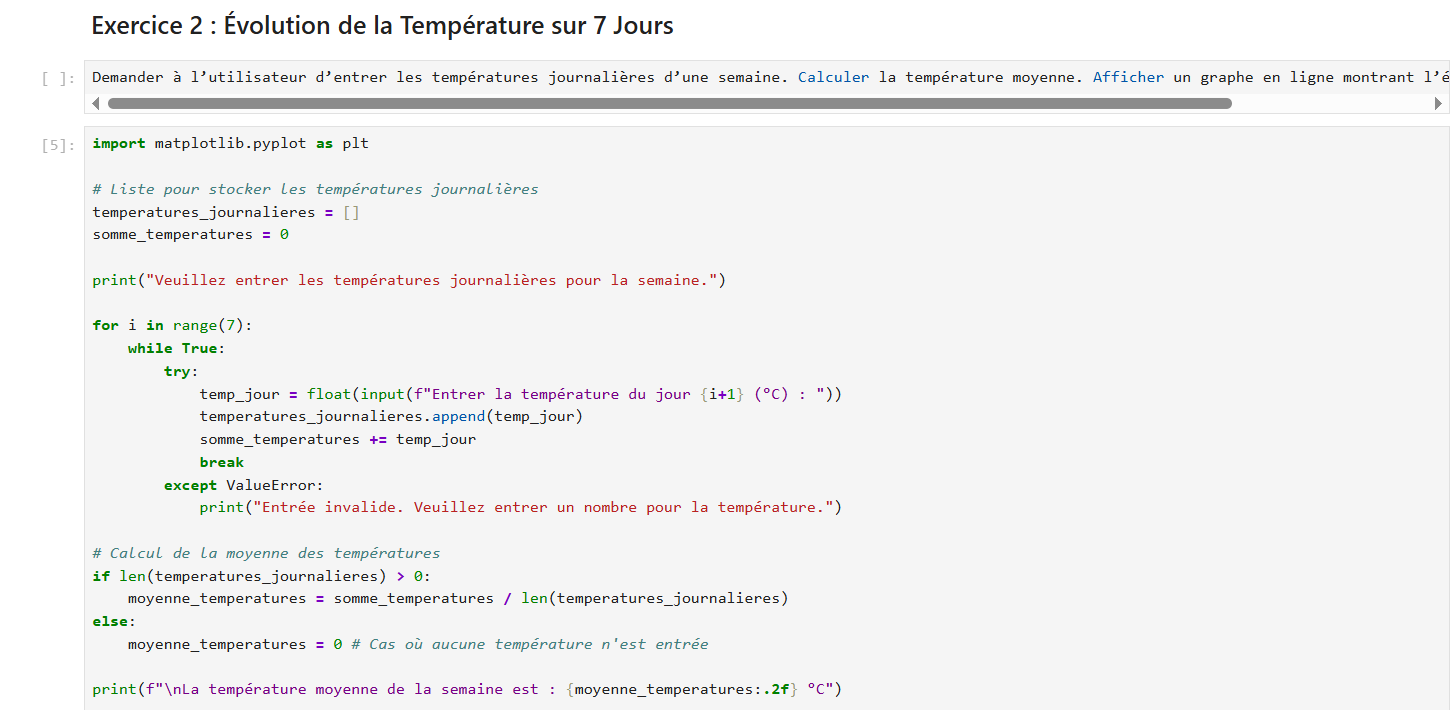 Exercice 2 : Évolution de la Température sur 7 Jours
[ ]: Demander à l’utilisateur d’entrer les températures journalières d’une semaine. Calculer la température moyenne. Afficher un graphe en ligne montrant l’é
[5]: import matplotlib.pyplot as plt
# Liste pour stocker les températures journalières
temperatures_journalieres = []
somme_temperatures = 0
print("Veuillez entrer les températures journalières pour la semaine.")
for i in range(7):
    while True:
        try:
            temp_jour = float(input(f"Entrer la température du jour {i+1} (°C) : "))
            temperatures_journalieres.append(temp_jour)
            somme_temperatures += temp_jour
            break
        except ValueError:
            print("Entrée invalide. Veuillez entrer un nombre pour la température.")
# Calcul de la moyenne des températures
if len(temperatures_journalieres) > 0:
    moyenne_temperatures = somme_temperatures / len(temperatures_journalieres)
else:
    moyenne_temperatures = 0 # Cas où aucune température n'est entrée
print(f"\nLa température moyenne de la semaine est : {moyenne_temperatures:.2f} °C")